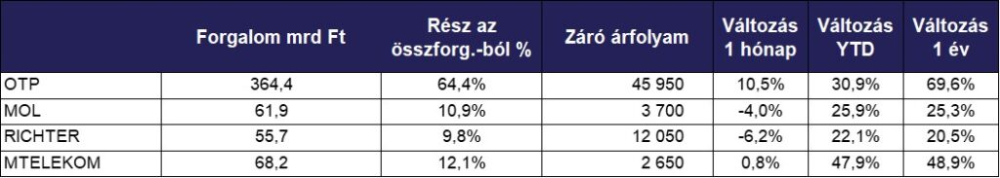 Forgalom mrd Ft Rész az összforg.-ból % Záró árfolyam Változás 1 hónap Változás YTD Változás 1 év
OTP 364,4 64,4% 45 950 10,5% 30,9% 69,6%
MOL 61,9 10,9% 3 700 -4,0% 25,9% 25,3%
RICHTER 55,7 9,8% 12 050 -6,2% 22,1% 20,5%
MTELEKOM 68,2 12,1% 2 650 0,8% 47,9% 48,9%